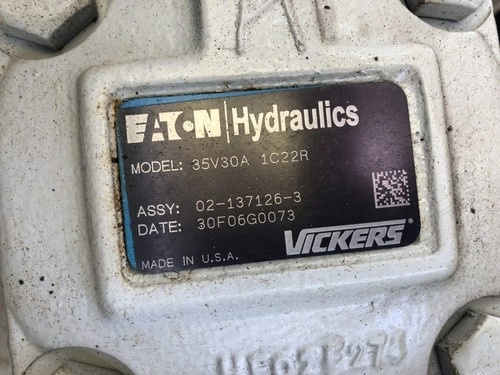 EATON | Hydraulics
MODEL: 35V30A 1C22R
ASSY: 02-137126-3
DATE: 30F06G0073
VICKERS
MADE IN U.S.A.